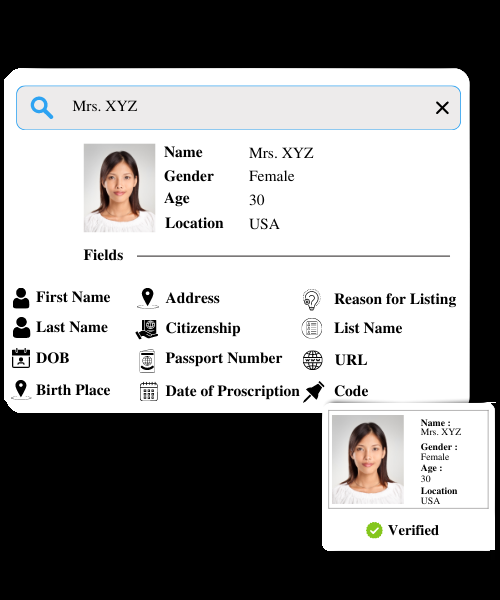 Mrs. XYZ
Name Mrs. XYZ
Gender Female
Age 30
Location USA
Fields
First Name Address Reason for Listing
Last Name Citizenship List Name
DOB Passport Number URL
Birth Place Date of Proscription Code
Name :
Mrs. XYZ
Gender :
Female
Age :
30
Location
USA
Verified